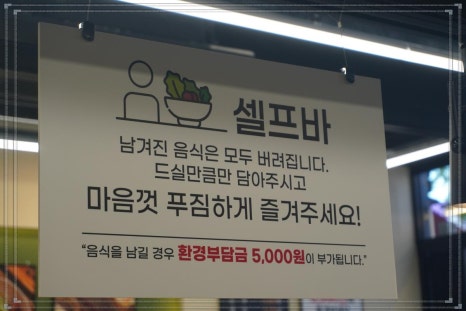 셀프바
남겨진 음식은 모두 버려집니다.
드실만큼만 담아주시고
마음껏 푸짐하게 즐겨주세요!
"음식을 남길 경우 환경부담금 5,000원이 부가됩니다."